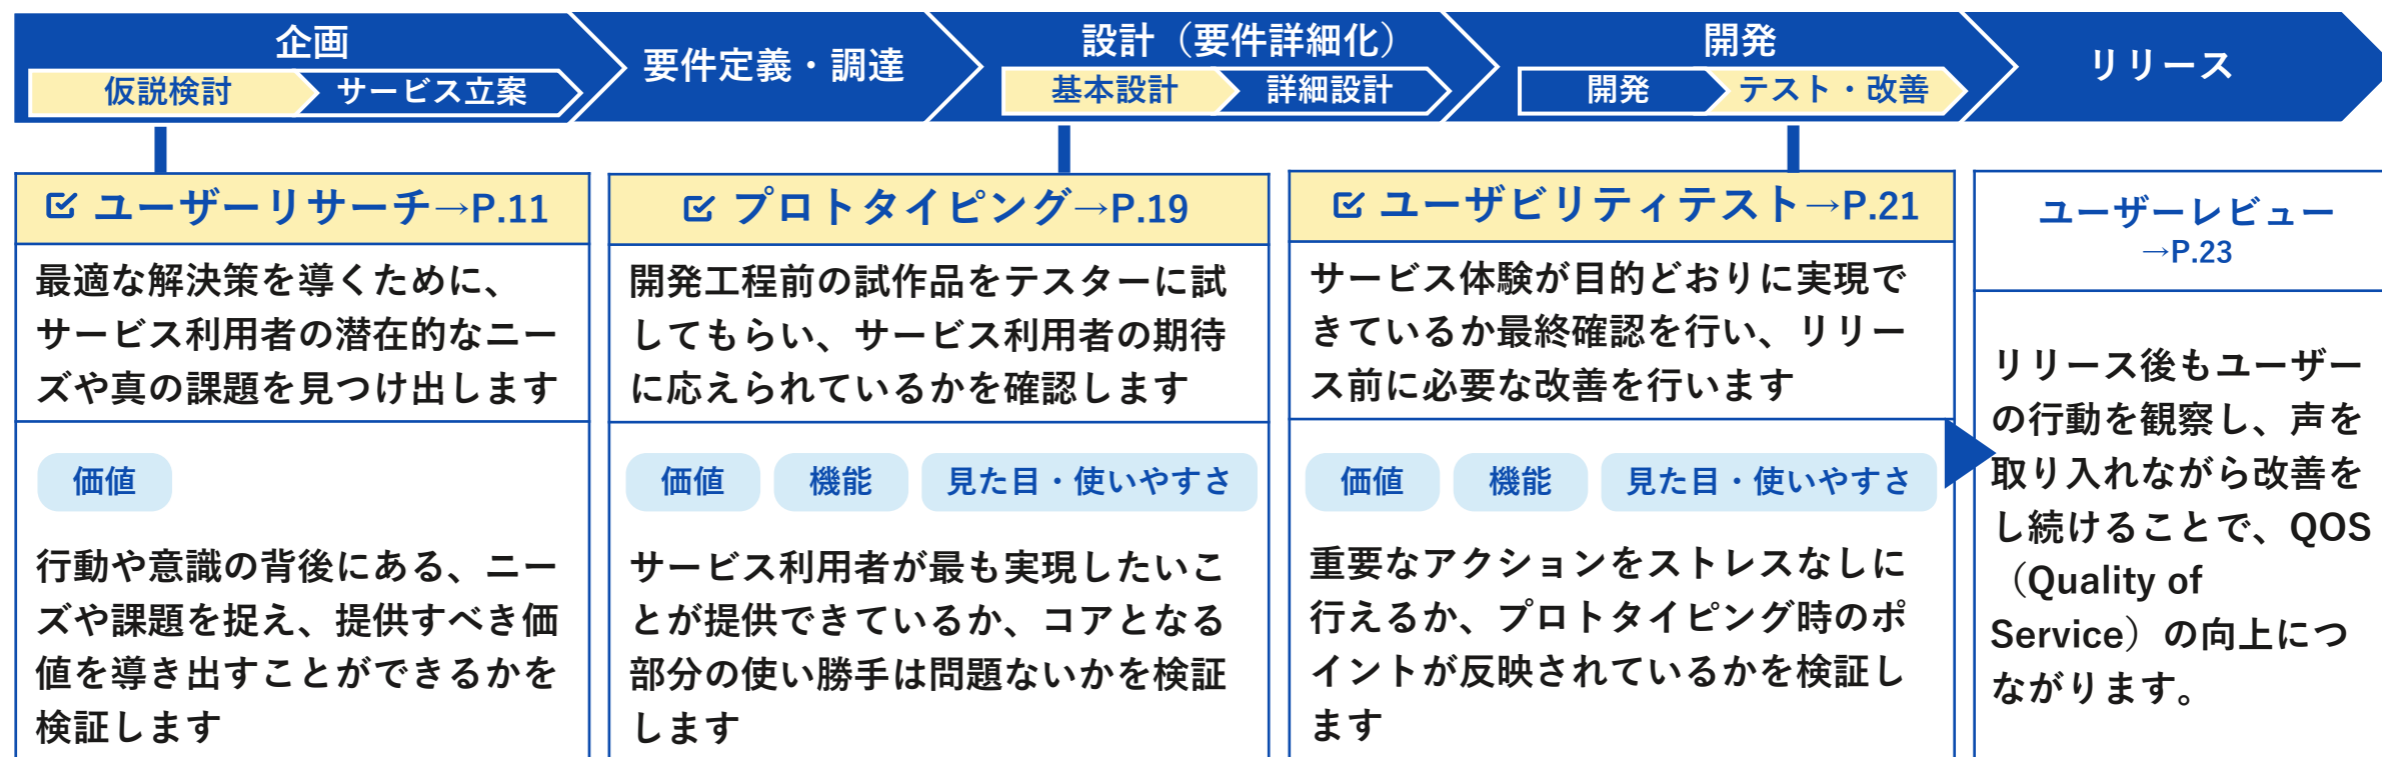 企画
仮説検討
サービス立案
要件定義・調達
設計（要件詳細化）
基本設計
詳細設計
開発
開発
テスト・改善
リリース
ユーザーリサーチ→P.11
最適な解決策を導くために、
サービス利用者の潜在的なニー
ズや真の課題を見つけ出します
価値
行動や意識の背後にある、ニー
ズや課題を捉え、提供すべき価
値を導き出すことができるかを
検証します
プロトタイピング→P.19
開発工程前の試作品をテスターに試
してもらい、サービス利用者の期待
に応えられているかを確認します
価値
機能
見た目・使いやすさ
サービス利用者が最も実現したいこ
とが提供できているか、コアとなる
部分の使い勝手は問題ないかを検証
します
ユーザビリティテスト→P.21
サービス体験が目的どおりに実現で
きているか最終確認を行い、リリー
ス前に必要な改善を行います
価値
機能
見た目・使いやすさ
重要なアクションをストレスなしに
行えるか、プロトタイピング時のポ
イントが反映されているかを検証し
ます
ユーザーレビュー
→P.23
リリース後もユーザー
の行動を観察し、声を
取り入れながら改善を
し続けることで、QOS
（Quality of
Service）の向上につ
ながります。